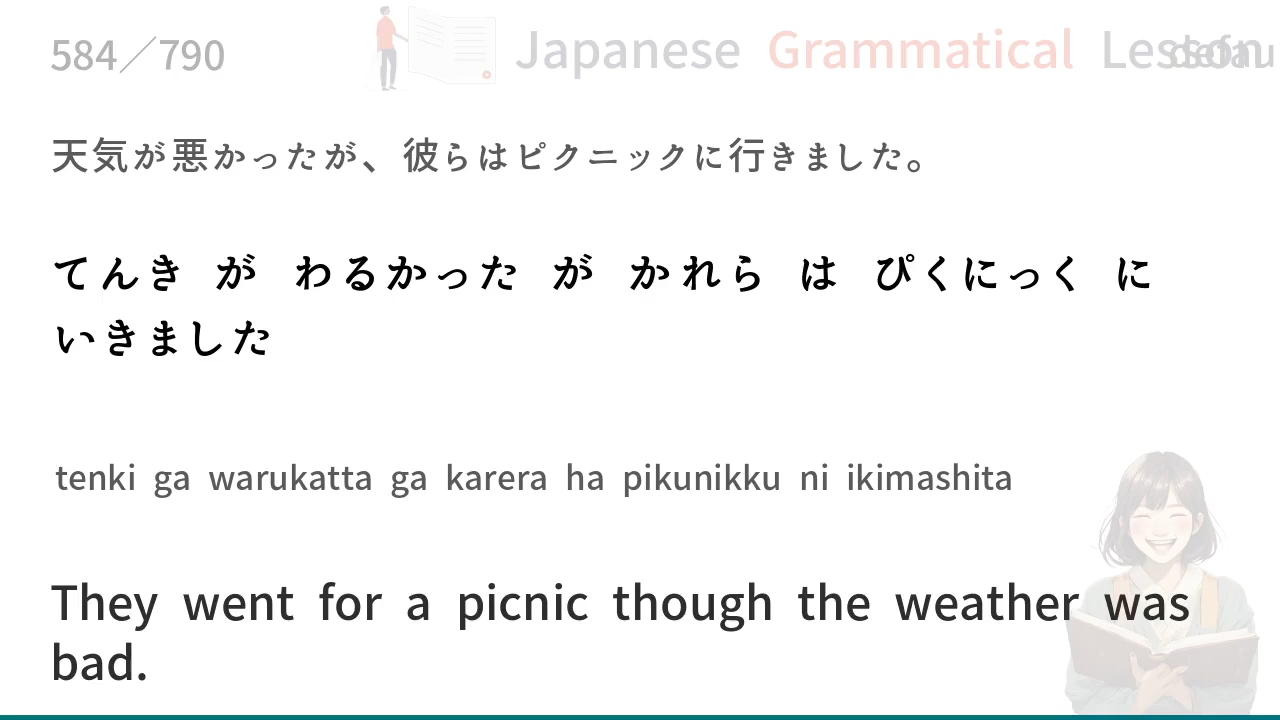 584／790
Japanese Grammatical Lesson
天気が悪かったが、彼らはピクニックに行きました。
てんき が わるかった が かれら は ぴくにっく に
いきました
tenki ga warukatta ga karera ha pikunikku ni ikimashita
They went for a picnic though the weather was
bad.